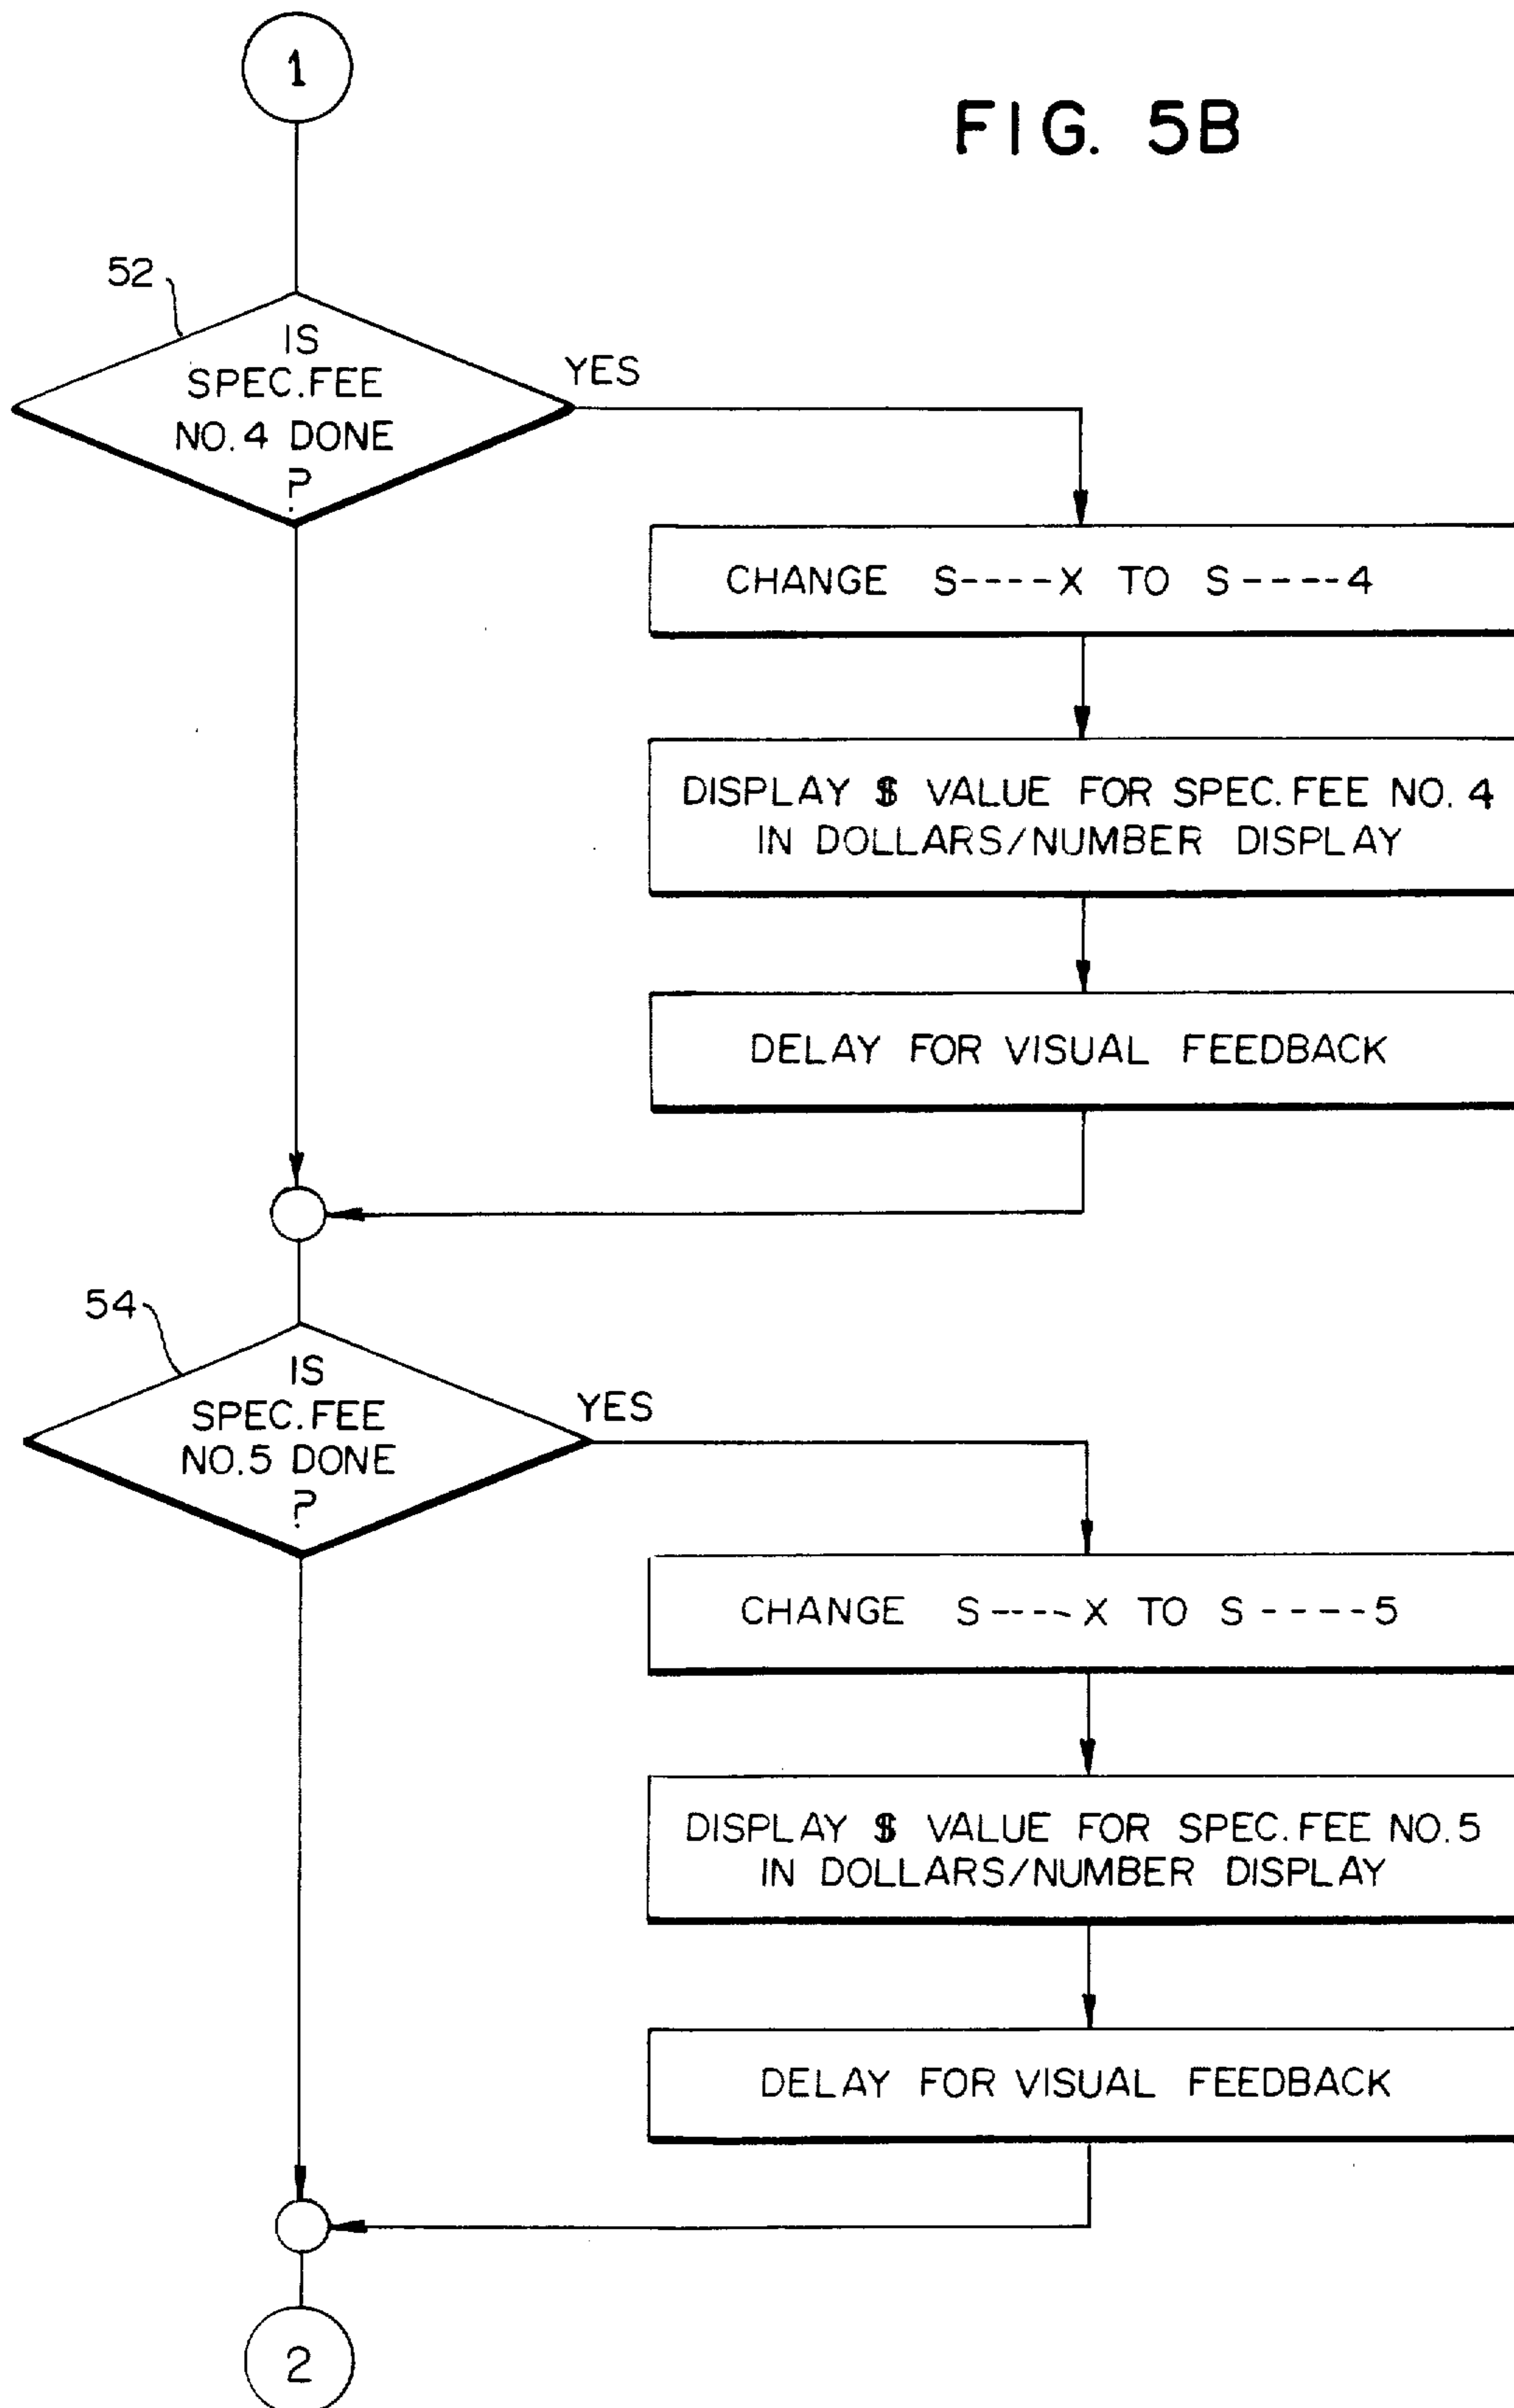 1
FIG. 5B
52
IS
SPEC.FEE
NO.4 DONE
?
YES
CHANGE S----X TO S-----4
DISPLAY $ VALUE FOR SPEC.FEE NO. 4
IN DOLLARS/NUMBER DISPLAY
DELAY FOR VISUAL FEEDBACK
54
IS
SPEC.FEE
NO.5 DONE
?
YES
CHANGE S----X TO S-----5
DISPLAY $ VALUE FOR SPEC.FEE NO.5
IN DOLLARS/NUMBER DISPLAY
DELAY FOR VISUAL FEEDBACK
2